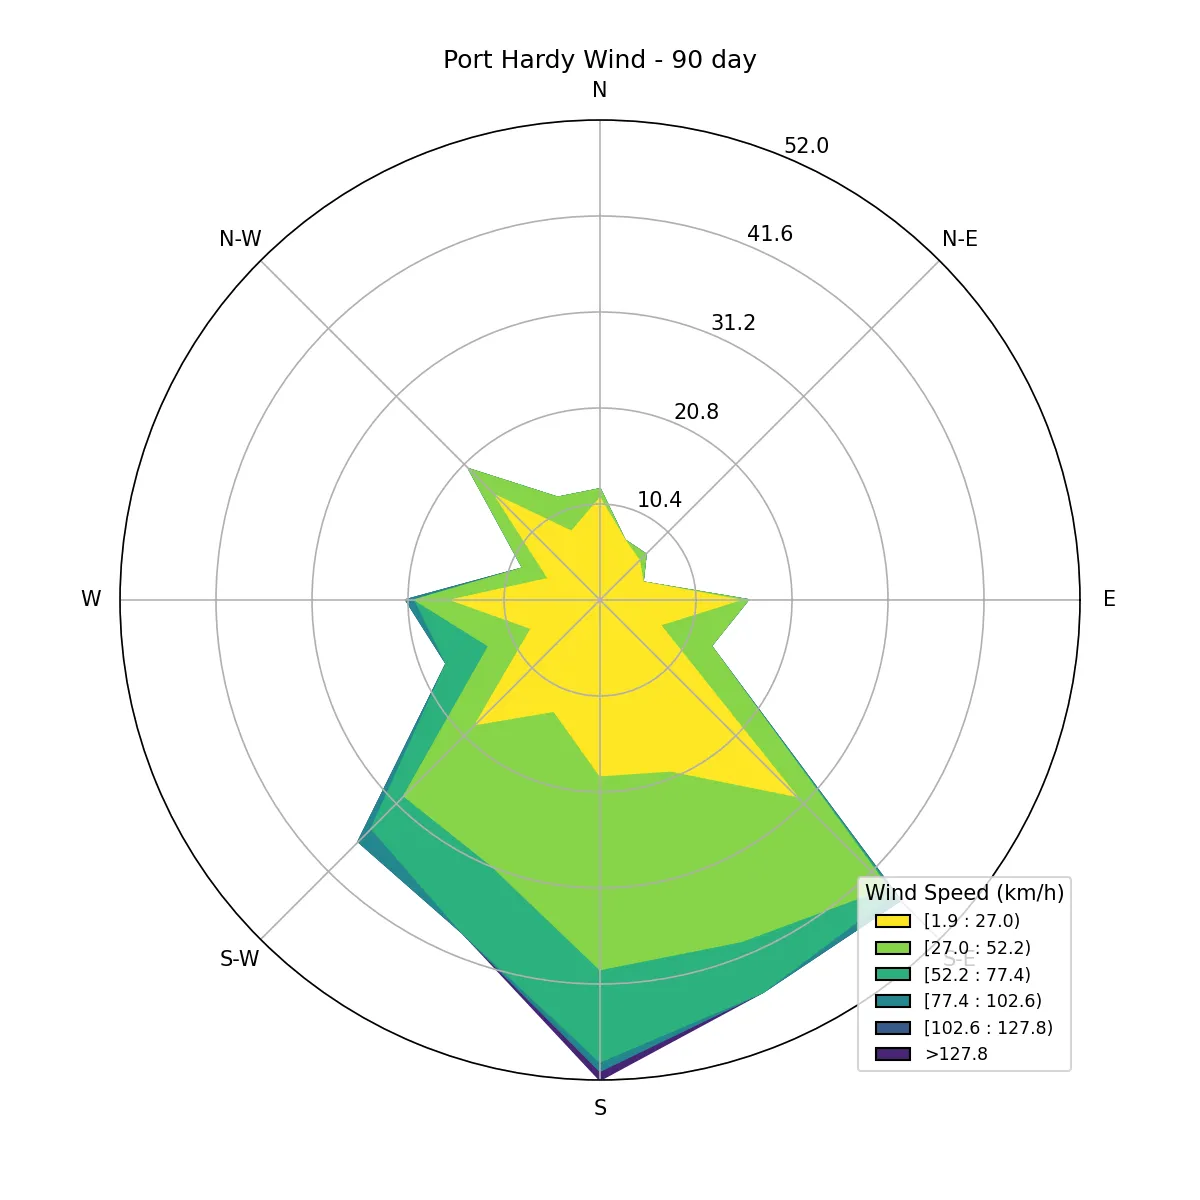 Port Hardy Wind - 90 day
N
52.0
41.6
N-W
N-E
31.2
20.8
10.4
W
E
Wind Speed (km/h)
[1.9 : 27.0)
[27.0 : 52.2)
S-W
S-E
[52.2 : 77.4)
[77.4 : 102.6)
[102.6 : 127.8)
>127.8
S